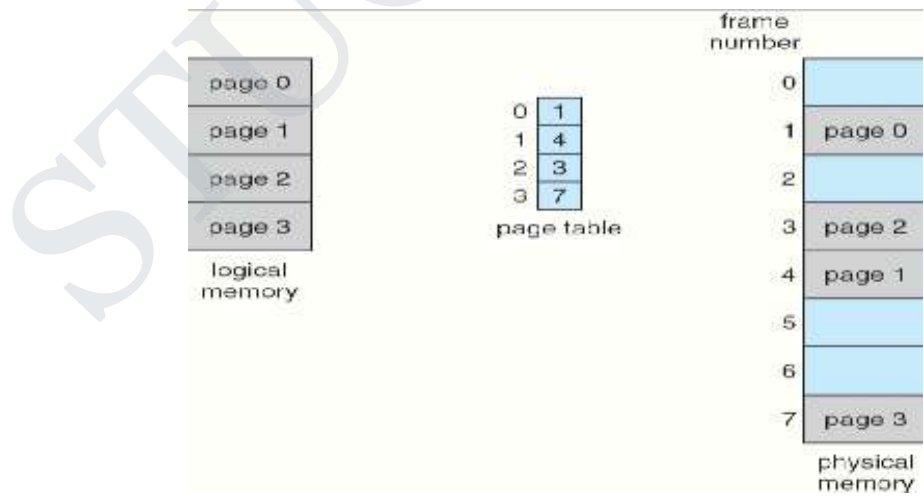 frame
number
page 0
page 1
page 2
page 3
logical
memory
0 1
1 4
2 3
3 7
page table
0
1 page 0
2
3 page 2
4 page 1
5
6
7 page 3
physical
memory
STUC